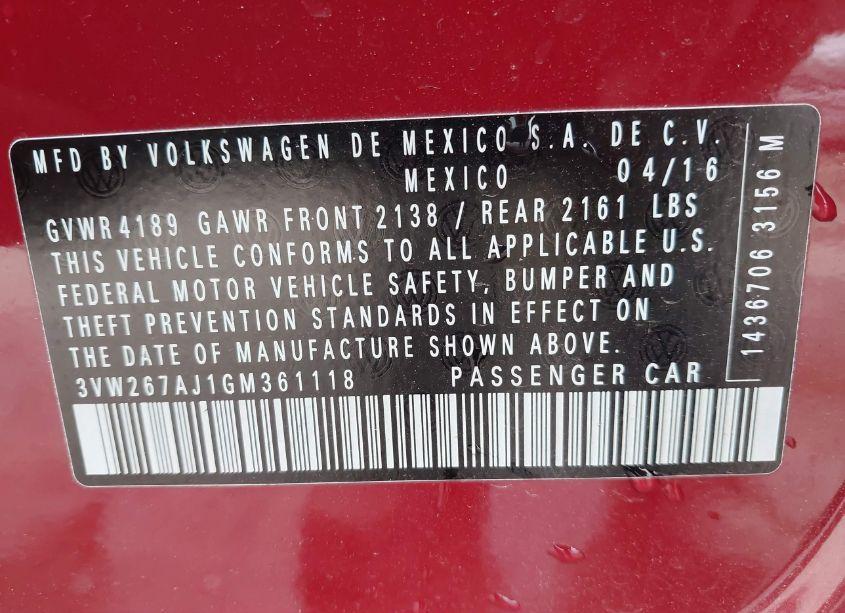 MFD BY VOLKSWAGEN DE MEXICO S.A. DE C.V.
MEXICO 04/16
GVWR 4189 GAWR FRONT 2138 / REAR 2161 LBS
THIS VEHICLE CONFORMS TO ALL APPLICABLE U.S.
FEDERAL MOTOR VEHICLE SAFETY, BUMPER AND
THEFT PREVENTION STANDARDS IN EFFECT ON
THE DATE OF MANUFACTURE SHOWN ABOVE.
3VW267AJ1GM361118 PASSENGER CAR
1436706 3156 M